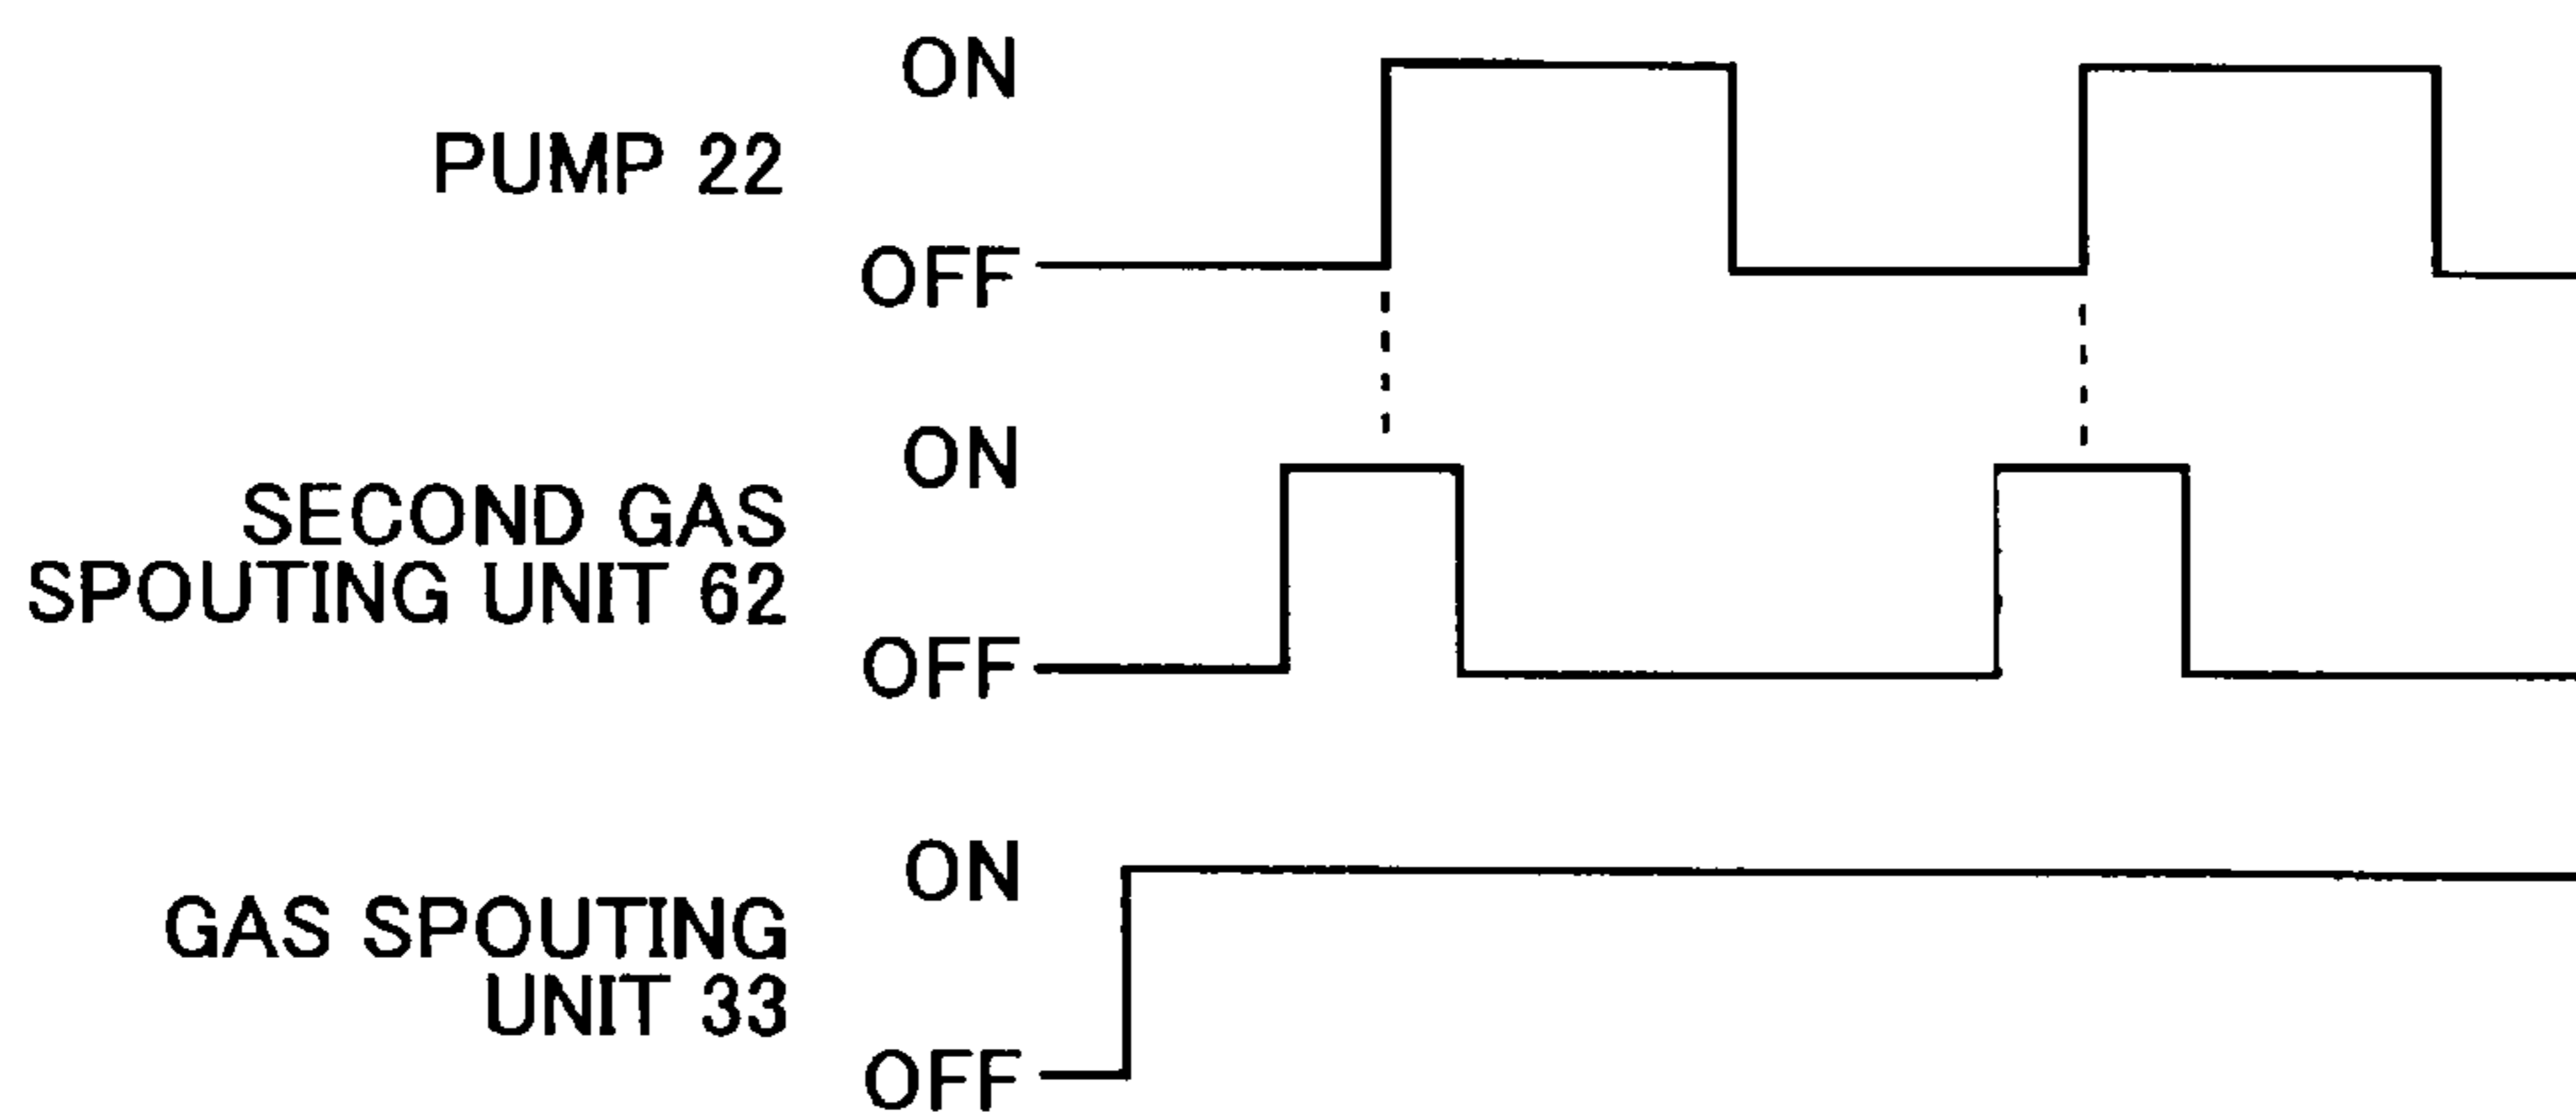 ON
PUMP 22
OFF
ON
SECOND GAS
SPOUTING UNIT 62
OFF
ON
GAS SPOUTING
UNIT 33
OFF